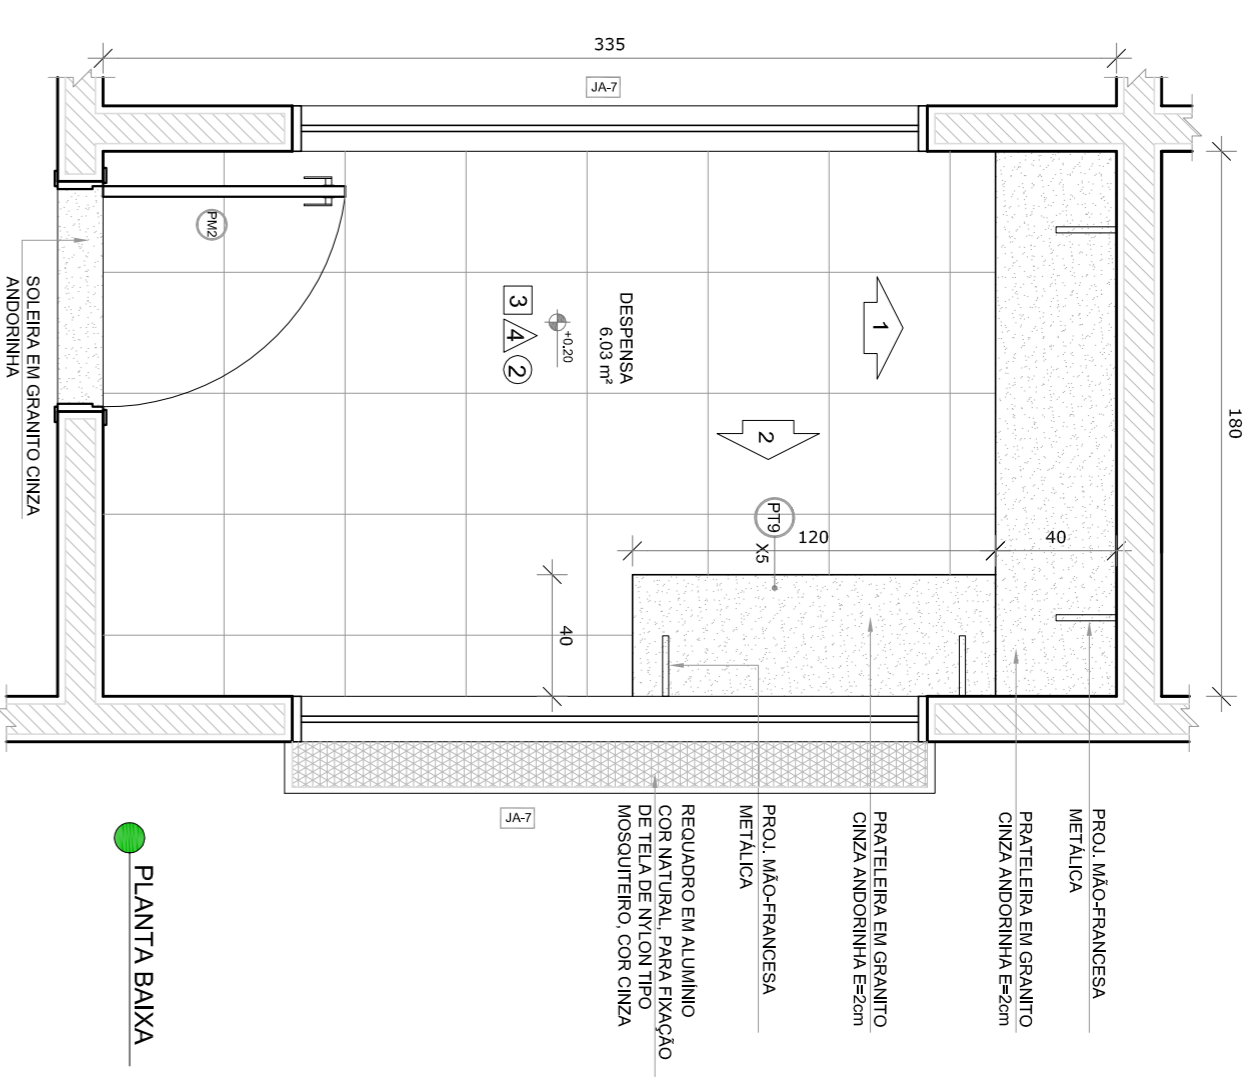 335
JA-7
180
PM2
SOLEIRA EM GRANITO CINZA
ANDORINHA
DESPENSA
6.03 m²
+0.20
3
4
2
1
2
PT9
X5
120
40
40
JA-7
PROJ. MÃO-FRANCESA
METÁLICA
PRATELEIRA EM GRANITO
CINZA ANDORINHA E=2cm
PRATELEIRA EM GRANITO
CINZA ANDORINHA E=2cm
PROJ. MÃO-FRANCESA
METÁLICA
REQUADRO EM ALUMÍNIO
COR NATURAL, PARA FIXAÇÃO
DE TELA DE NYLON TIPO
MOSQUITEIRO, COR CINZA
PLANTA BAIXA